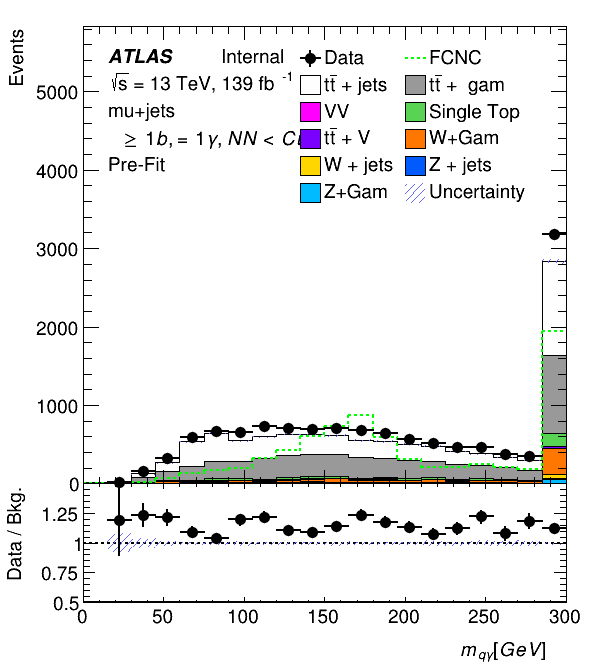 Events
ATLAS Internal
√s = 13 TeV, 139 fb -1
mu+jets
≥ 1b, = 1γ, NN < C
Pre-Fit
Data
FCNC
tt̄ + jets
tt̄ + gam
VV
Single Top
tt̄ + V
W+Gam
W + jets
Z + jets
Z+Gam
Uncertainty
5000
4000
3000
2000
1000
0
Data / Bkg.
1.25
1
0.75
0.5
0 50 100 150 200 250 300
m_qγ[GeV]